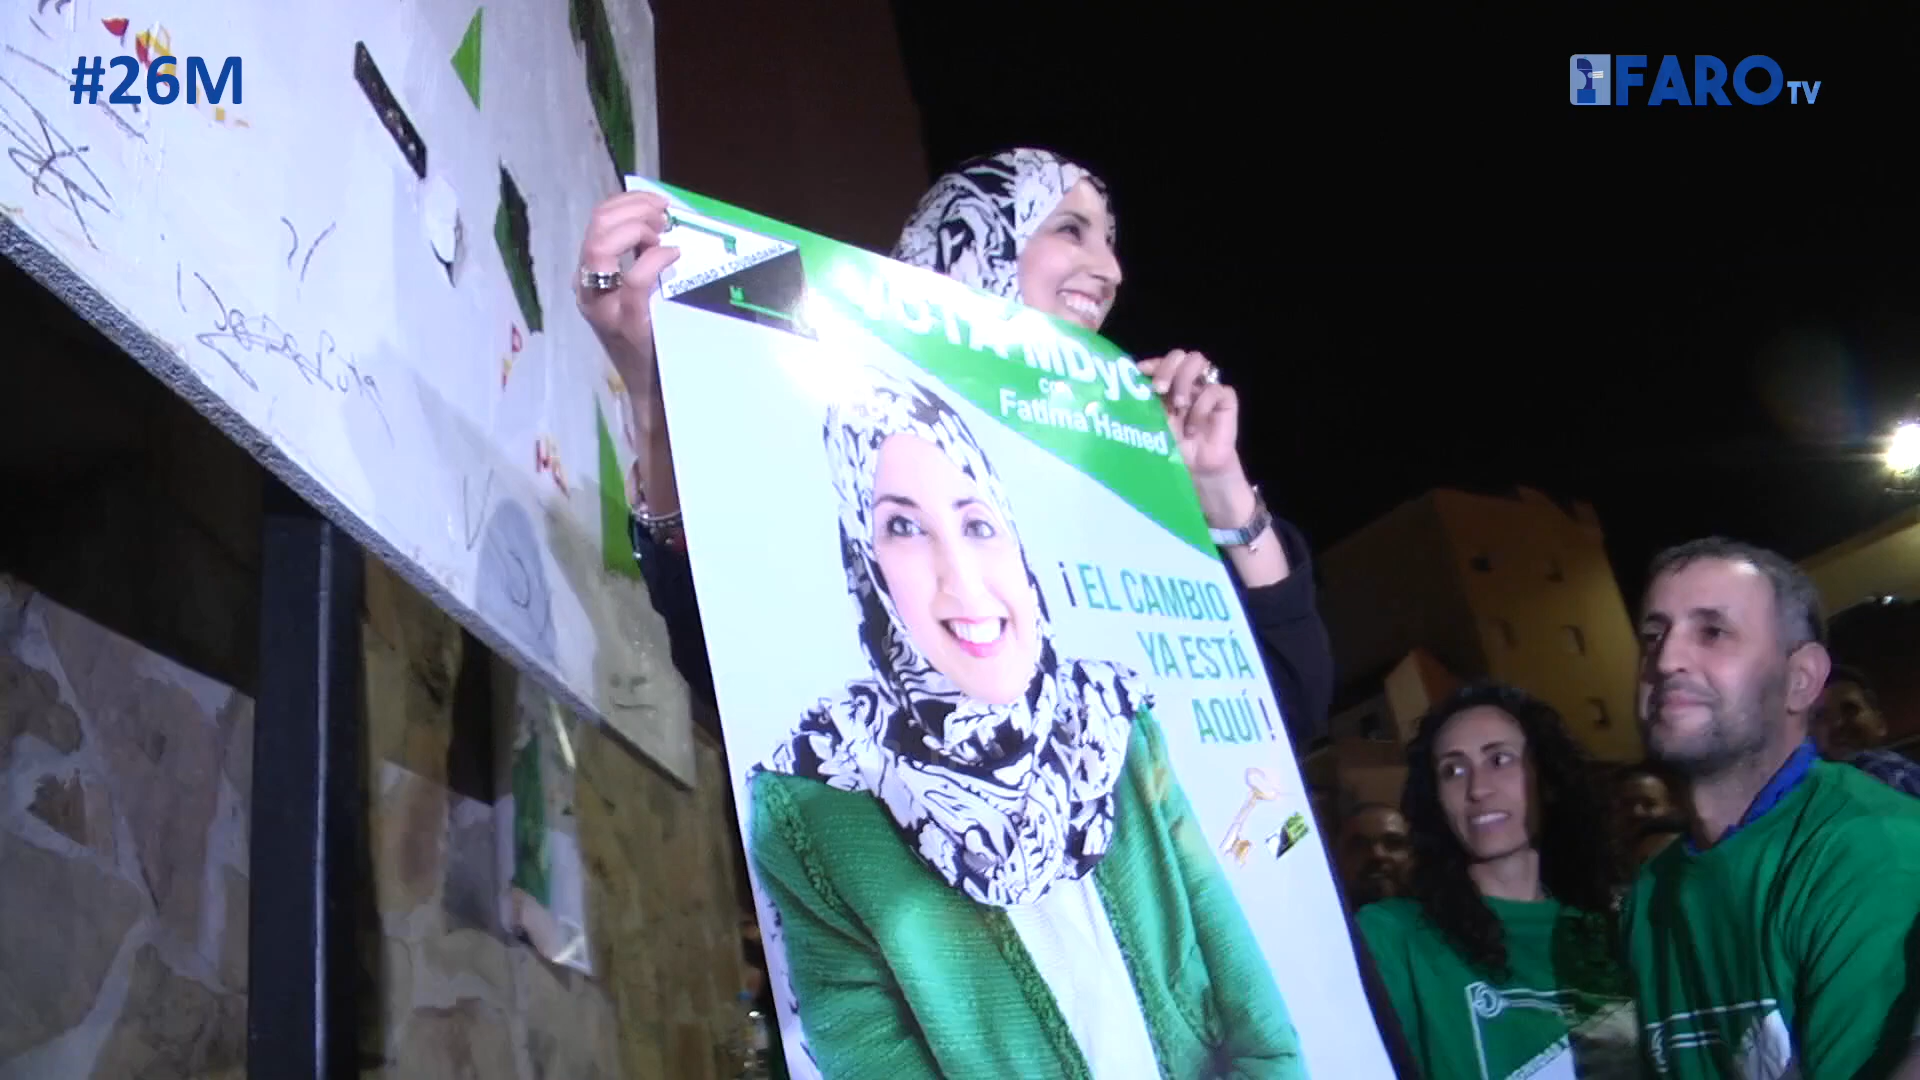 #26M
FARO TV
DIGNIDAD Y CIUDADANÍA
VOTA MDyC
con
Fatima Hamed
¡EL CAMBIO
YA ESTÁ
AQUÍ!